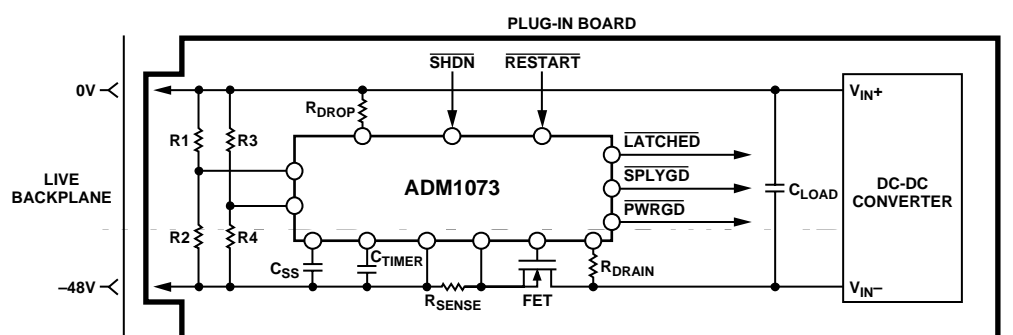 PLUG-IN BOARD
SHDN
RESTART
0V
RDROP
VIN+
R1
R3
LATCHED
LIVE
BACKPLANE
ADM1073
SPLYGD
CLOAD
DC-DC
CONVERTER
PWRGD
R2
R4
CSS
CTIMER
RDRAIN
–48V
RSENSE
FET
VIN–